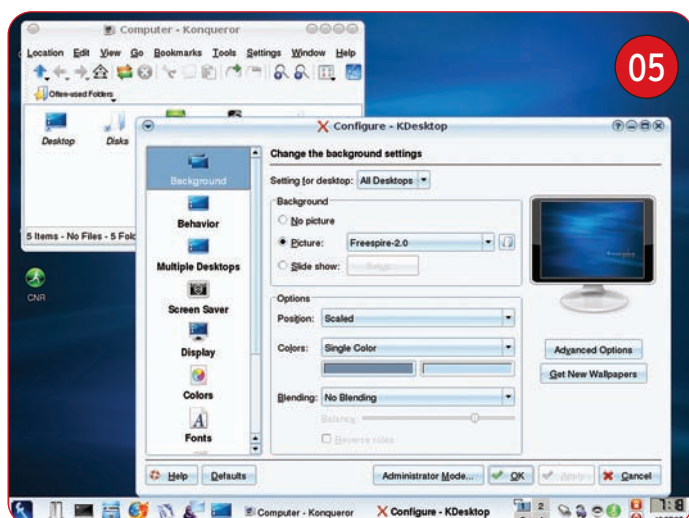 Computer - Konqueror
Location Edit View Go Bookmarks Tools Settings Window Help
Often-used Folders
Desktop Disks
5 Items - No Files - 5 Fold
CNR
05
Configure - KDesktop
Background
Behavior
Multiple Desktops
Screen Saver
Display
Colors
Fonts
Change the background settings
Setting for desktop: All Desktops
Background
No picture
Picture: Freespire-2.0
Slide show:
Options
Position: Scaled
Colors: Single Color
Blending: No Blending
Balance:
Reverse roles
Advanced Options
Get New Wallpapers
Help Defaults Administrator Mode... OK Apply Cancel
Computer - Konqueror Configure - KDesktop 1 2